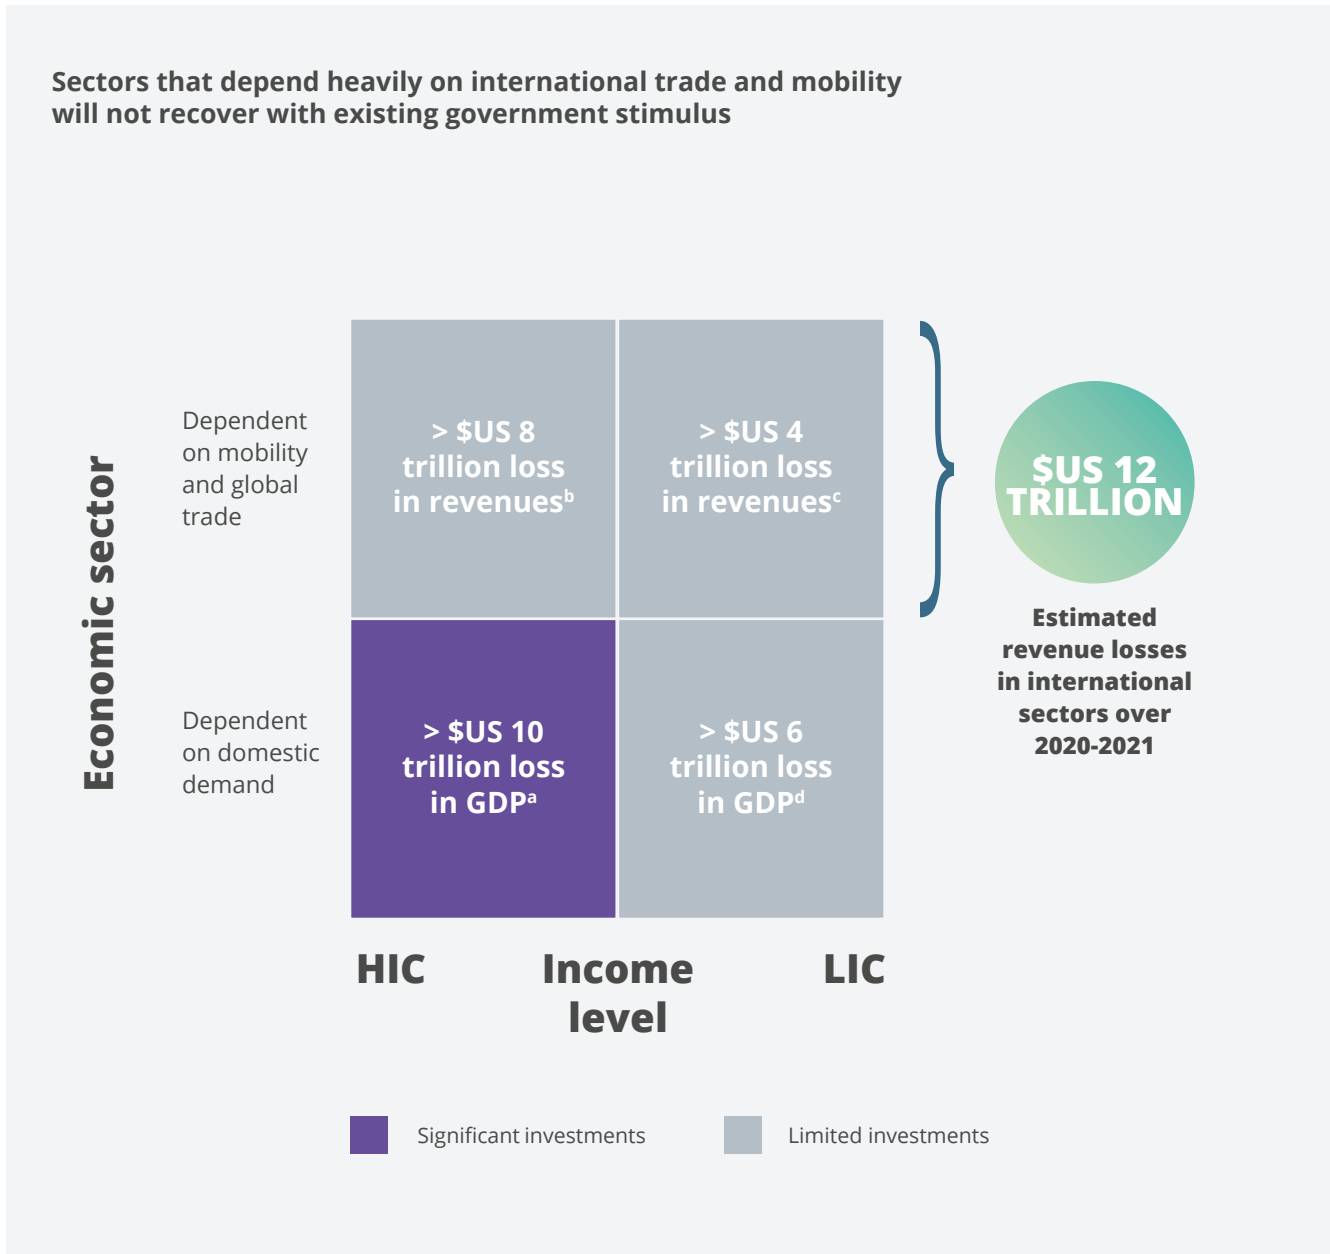 Sectors that depend heavily on international trade and mobility
will not recover with existing government stimulus
Economic sector
Dependent
on mobility
and global
trade
> $US 8
trillion loss
in revenuesᵇ
> $US 4
trillion loss
in revenuesᶜ
$US 12
TRILLION
Estimated
revenue losses
in international
sectors over
2020-2021
Dependent
on domestic
demand
> $US 10
trillion loss
in GDPᵃ
> $US 6
trillion loss
in GDPᵈ
HIC
Income
level
LIC
Significant investments
Limited investments